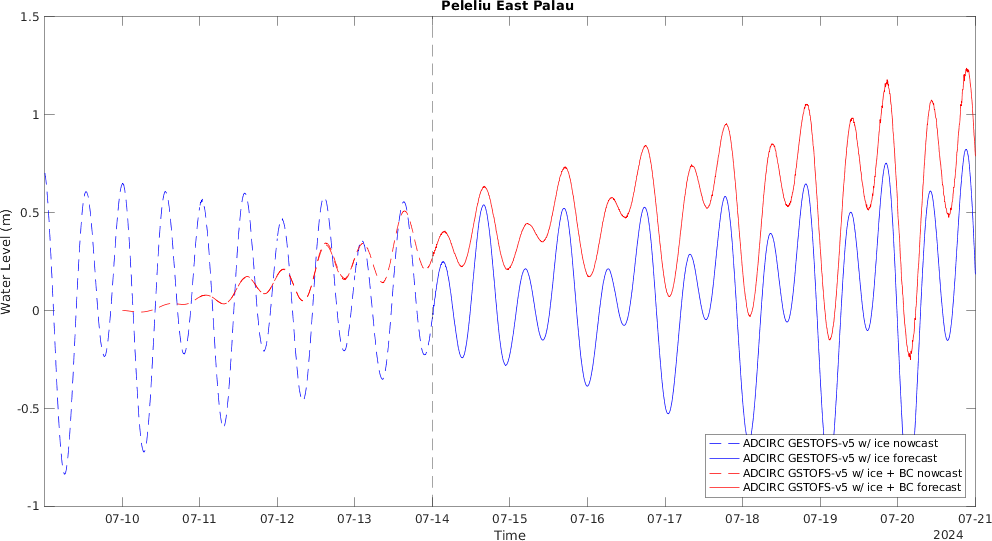 Peleliu East Palau
1.5
1
0.5
0
-0.5
-1
Water Level (m)
ADCIRC GESTOFS-v5 w/ ice nowcast
ADCIRC GESTOFS-v5 w/ ice forecast
ADCIRC GSTOFS-v5 w/ ice + BC nowcast
ADCIRC GSTOFS-v5 w/ ice + BC forecast
07-10 07-11 07-12 07-13 07-14 07-15 07-16 07-17 07-18 07-19 07-20 07-21
Time
2024